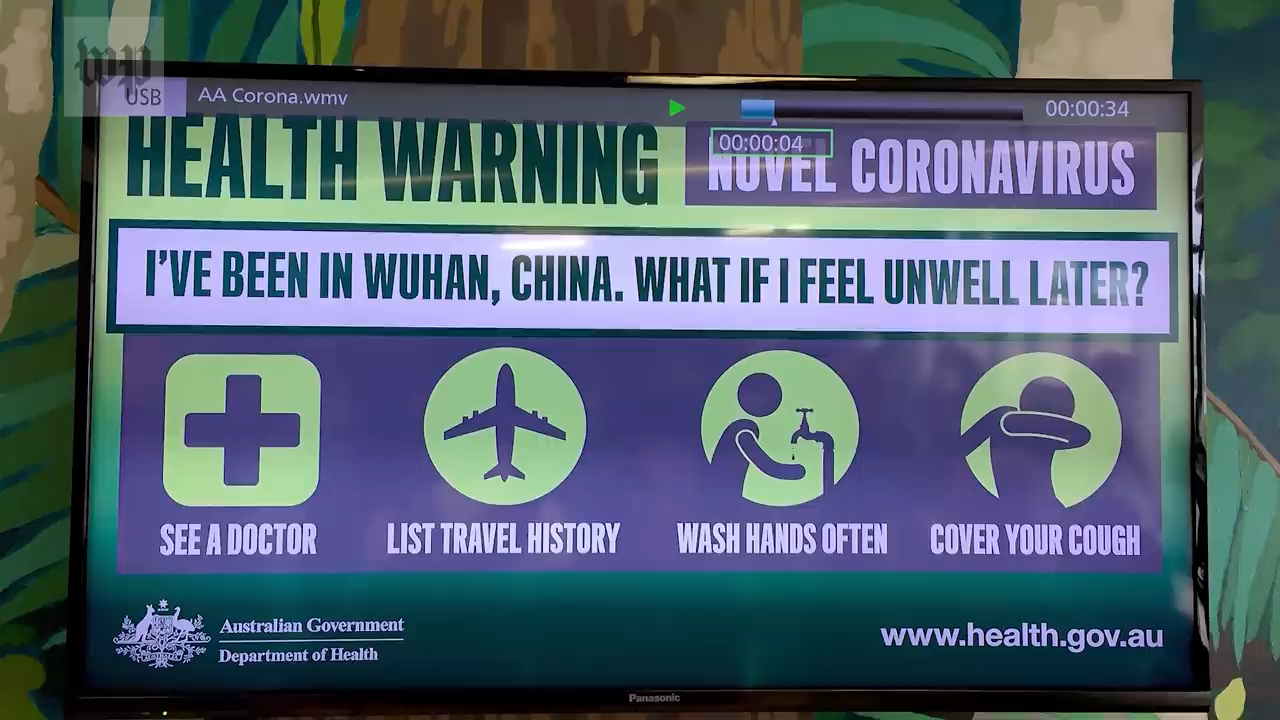 wp
USB
AA Corona.wmv
00:00:34
00:00:04
HEALTH WARNING
NOVEL CORONAVIRUS
I'VE BEEN IN WUHAN, CHINA. WHAT IF I FEEL UNWELL LATER?
SEE A DOCTOR
LIST TRAVEL HISTORY
WASH HANDS OFTEN
COVER YOUR COUGH
Australian Government
Department of Health
www.health.gov.au
AUSTRALIA
Panasonic